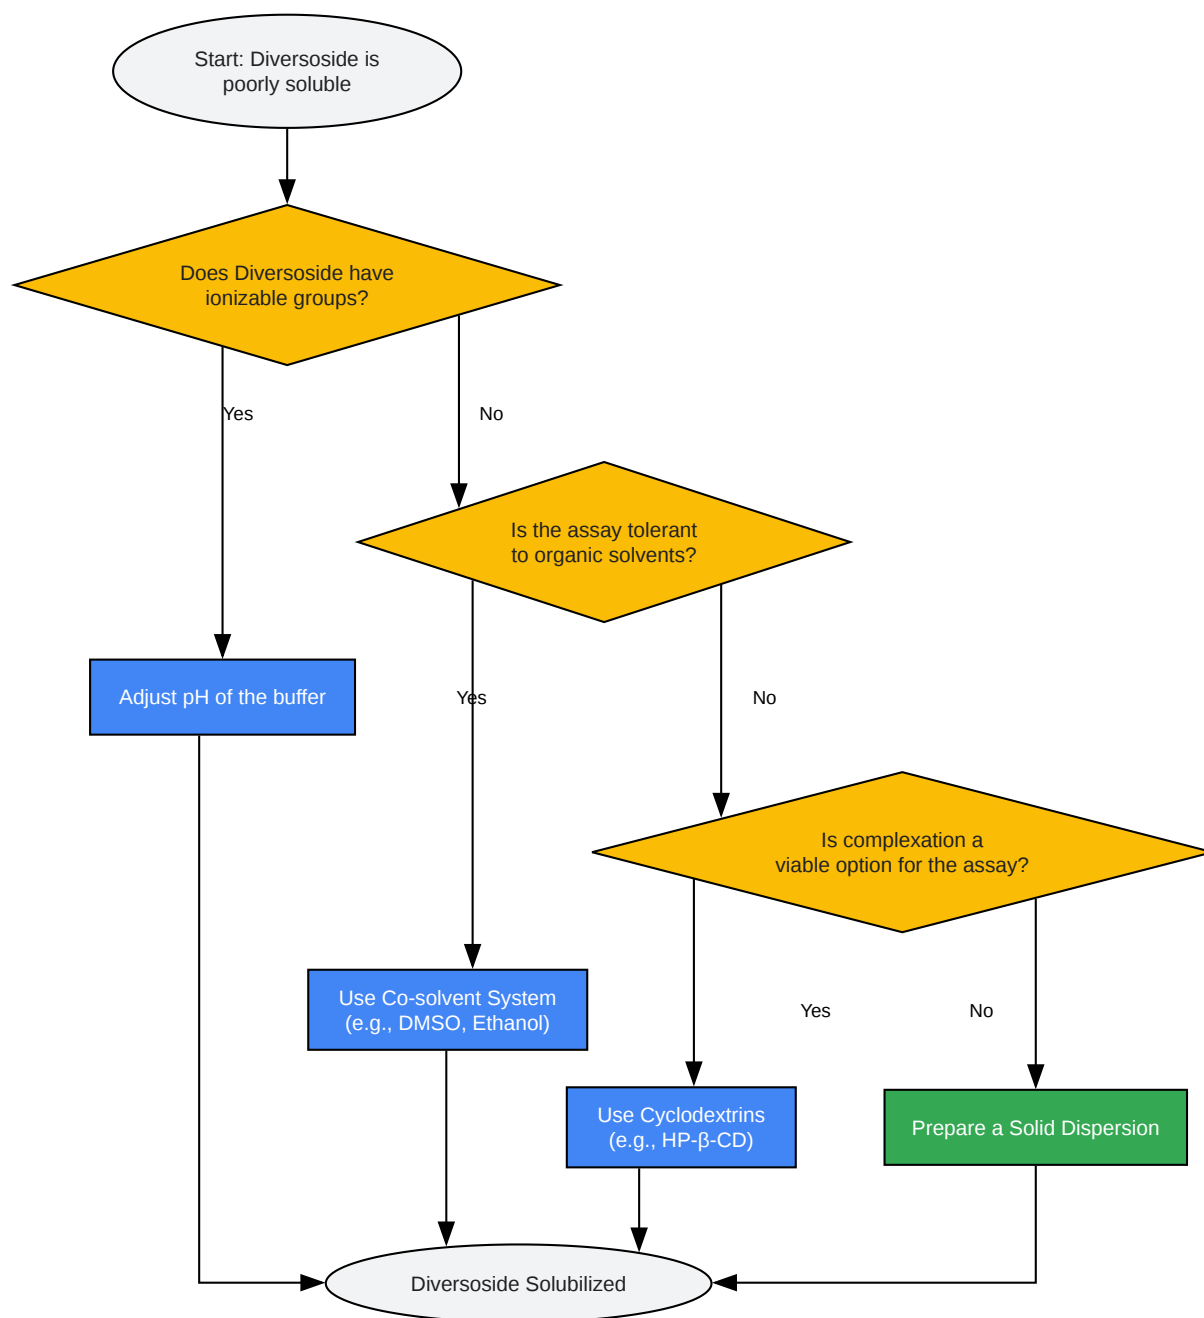 Start: Diversoside is
poorly soluble
Does Diversoside have
ionizable groups?
Yes
No
Is the assay tolerant
to organic solvents?
Adjust pH of the buffer
Yes
No
Is complexation a
viable option for the assay?
Use Co-solvent System
(e.g., DMSO, Ethanol)
Yes
No
Use Cyclodextrins
(e.g., HP-β-CD)
Prepare a Solid Dispersion
Diversoside Solubilized